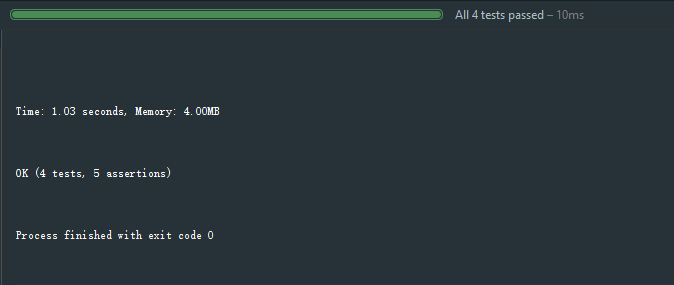 All 4 tests passed – 10ms
Time: 1.03 seconds, Memory: 4.00MB
OK (4 tests, 5 assertions)
Process finished with exit code 0